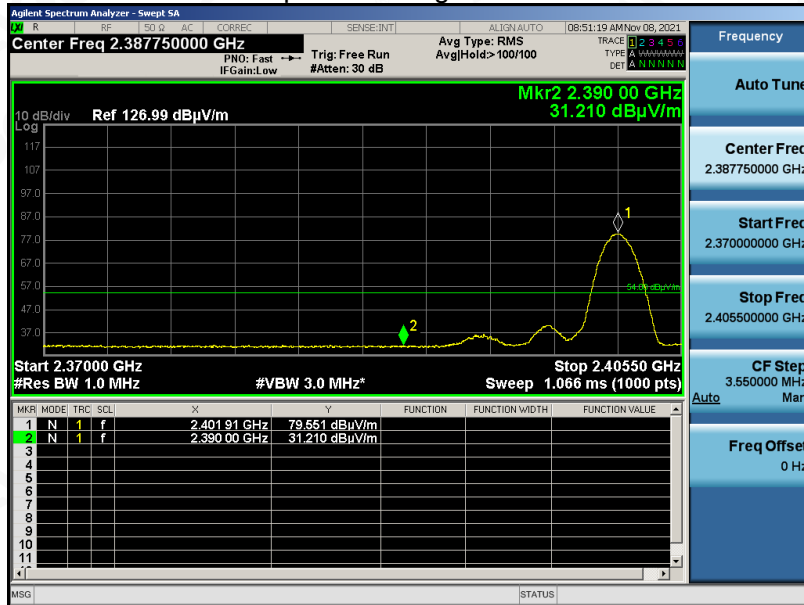 Agilent Spectrum Analyzer - Swept SA
LXI R RF 50 Ω AC CORREC SENSE:INT ALIGN AUTO 08:51:19 AM Nov 08, 2021
Center Freq 2.387750000 GHz
PNO: Fast
IFGain:Low
Trig: Free Run
#Atten: 30 dB
Avg Type: RMS
Avg|Hold:>100/100
TRACE 1 2 3 4 5 6
TYPE A
DET A N N N N N
Mkr2 2.390 00 GHz
31.210 dBµV/m
10 dB/div Ref 126.99 dBµV/m
Log
117
107
97.0
87.0
77.0
67.0
57.0
47.0
37.0
1
2
Start 2.37000 GHz Stop 2.40550 GHz
#Res BW 1.0 MHz #VBW 3.0 MHz* Sweep 1.066 ms (1000 pts)
MKR MODE TRC SCL X Y FUNCTION FUNCTION WIDTH FUNCTION VALUE
1 N 1 f 2.401 91 GHz 79.551 dBµV/m
2 N 1 f 2.390 00 GHz 31.210 dBµV/m
3
4
5
6
7
8
9
10
11
MSG STATUS
Frequency
Auto Tune
Center Freq
2.387750000 GHz
Start Freq
2.370000000 GHz
Stop Freq
2.405500000 GHz
CF Step
3.550000 MHz
Auto Man
Freq Offset
0 Hz